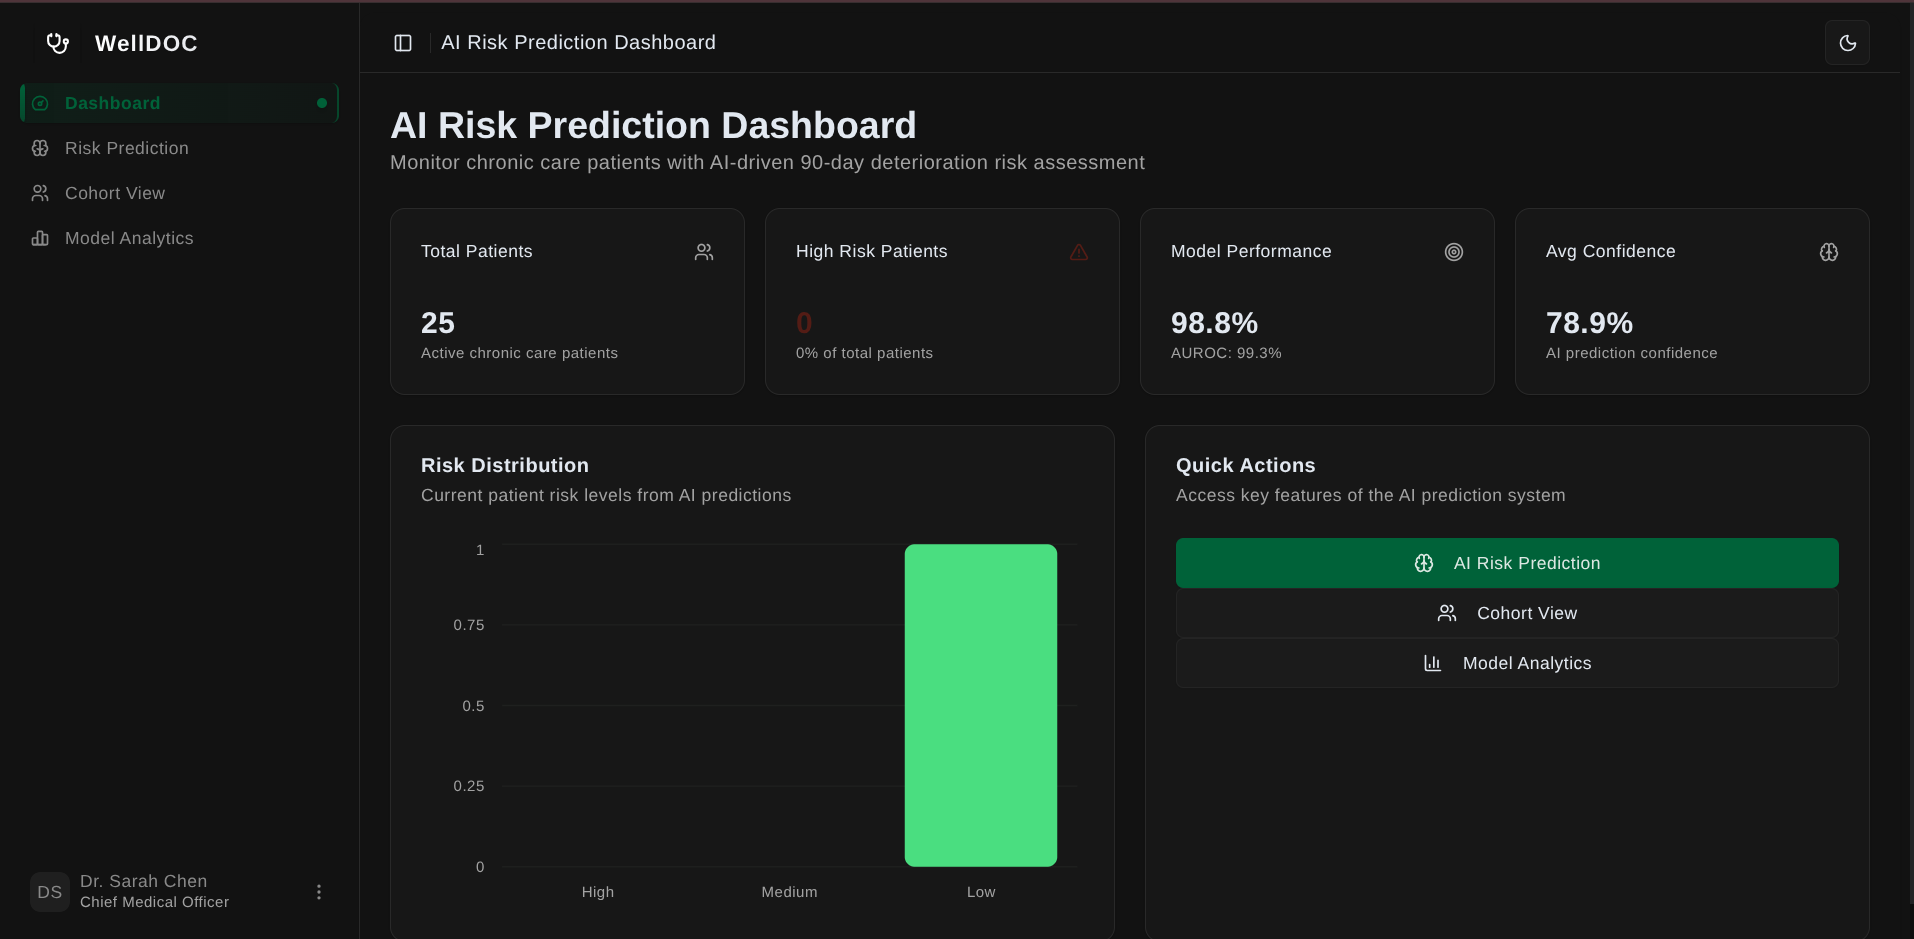 WellDOC
Dashboard
Risk Prediction
Cohort View
Model Analytics
DS
Dr. Sarah Chen
Chief Medical Officer
AI Risk Prediction Dashboard
AI Risk Prediction Dashboard
Monitor chronic care patients with AI-driven 90-day deterioration risk assessment
Total Patients
25
Active chronic care patients
High Risk Patients
0
0% of total patients
Model Performance
98.8%
AUROC: 99.3%
Avg Confidence
78.9%
AI prediction confidence
Risk Distribution
Current patient risk levels from AI predictions
1
0.75
0.5
0.25
0
High
Medium
Low
Quick Actions
Access key features of the AI prediction system
AI Risk Prediction
Cohort View
Model Analytics